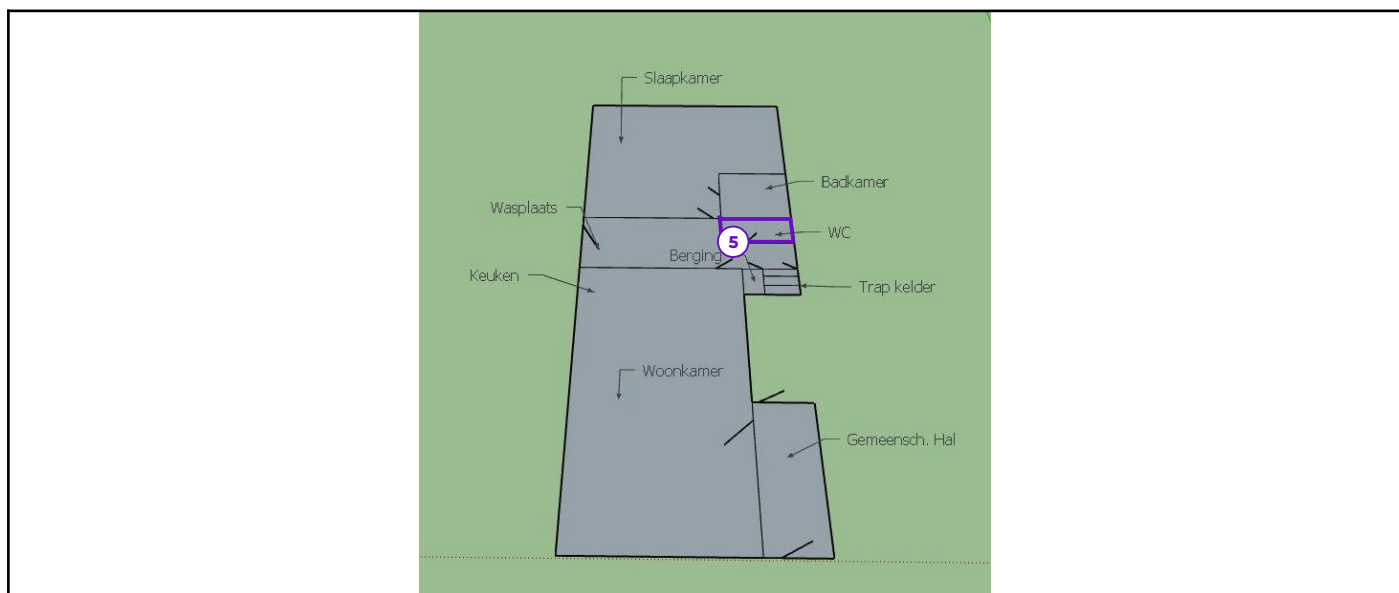 Slaapkamer
Badkamer
Wasplaats
WC
5
Berging
Keuken
Trap kelder
Woonkamer
Gemeensch. Hal